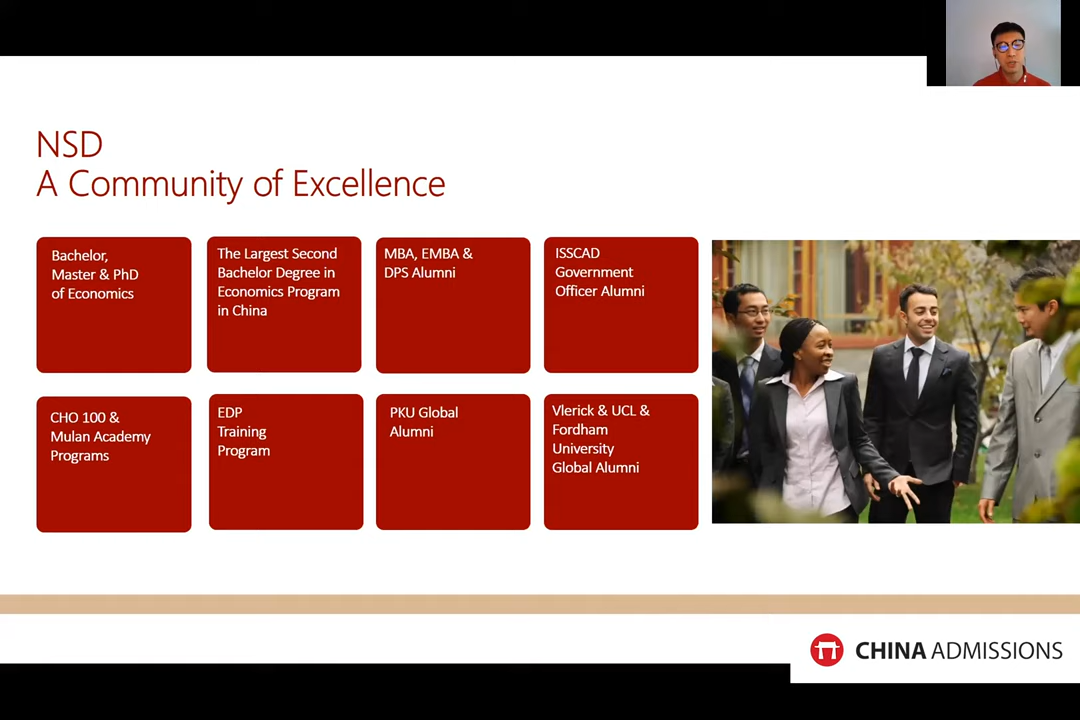 NSD
A Community of Excellence
Bachelor,
Master & PhD
of Economics
The Largest Second
Bachelor Degree in
Economics Program
in China
MBA, EMBA &
DPS Alumni
ISSCAD
Government
Officer Alumni
CHO 100 &
Mulan Academy
Programs
EDP
Training
Program
PKU Global
Alumni
Vlerick & UCL &
Fordham
University
Global Alumni
CHINA ADMISSIONS